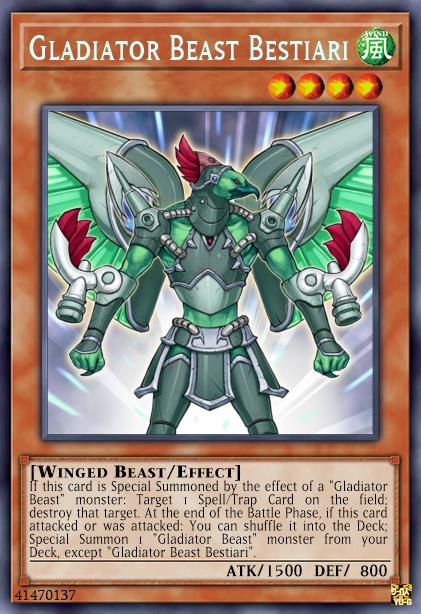 GLADIATOR BEAST BESTIARI
WIND
風
[WINGED BEAST/EFFECT]
If this card is Special Summoned by the effect of a "Gladiator
Beast" monster: Target 1 Spell/Trap Card on the field;
destroy that target. At the end of the Battle Phase, if this card
attacked or was attacked: You can shuffle it into the Deck;
Special Summon 1 "Gladiator Beast" monster from your
Deck, except "Gladiator Beast Bestiari".
ATK/1500 DEF/ 800
41470137